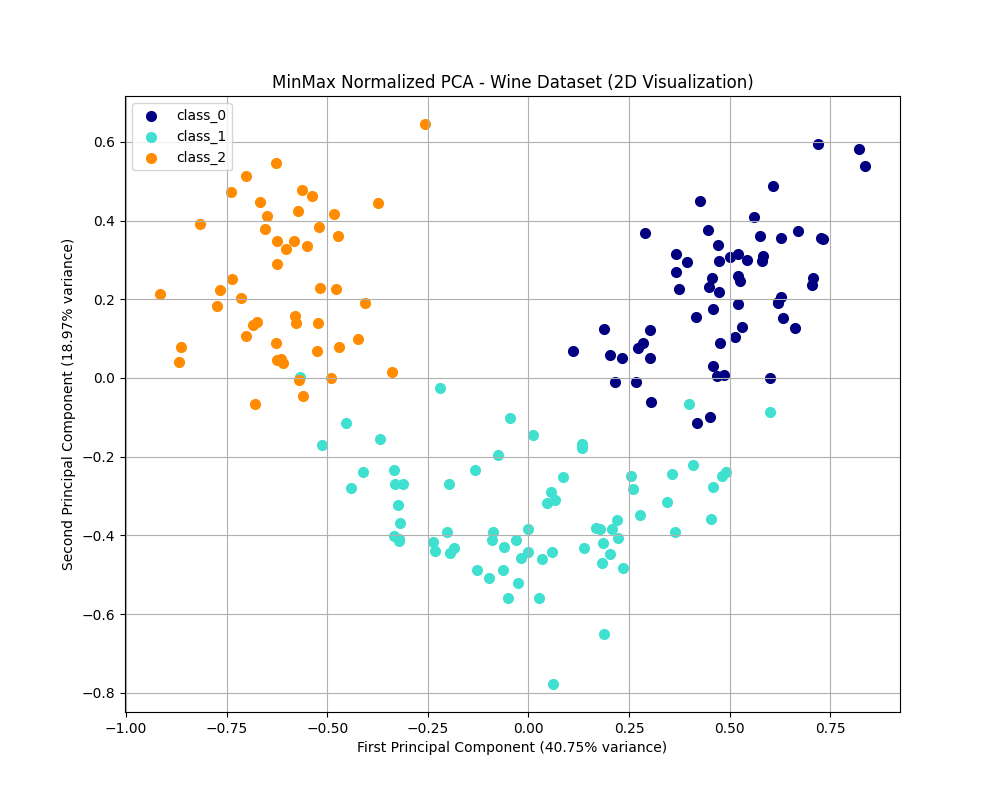 MinMax Normalized PCA - Wine Dataset (2D Visualization)
class_0
class_1
class_2
Second Principal Component (18.97% variance)
0.6
0.4
0.2
0.0
−0.2
−0.4
−0.6
−0.8
−1.00 −0.75 −0.50 −0.25 0.00 0.25 0.50 0.75
First Principal Component (40.75% variance)